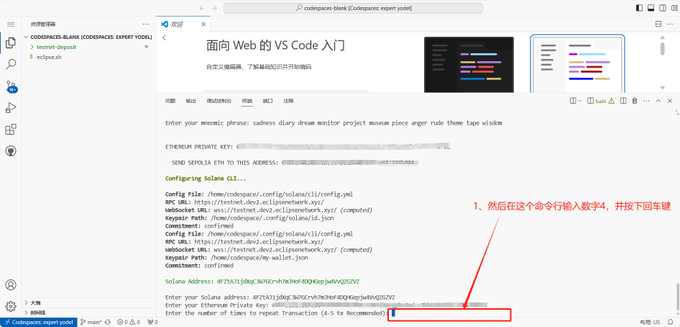 codespaces-blank [Codespaces: expert yodel]
资源管理器
CODESPACES-BLANK [CODESPACES: EXPERT YODEL]
testnet-deposit
eclipse.sh
欢迎
面向 Web 的 VS Code 入门
自定义编辑器、了解基础知识并开始编码
问题 输出 调试控制台 终端 端口 注释
bash
Enter your mneomic phrase: sadness diary dream monitor project museum piece anger rude theme tape wisdom
ETHEREUM PRIVATE KEY:
SEND SEPOLIA ETH TO THIS ADDRESS:
Configuring Solana CLI...
Config File: /home/codespace/.config/solana/cli/config.yml
RPC URL: https://testnet.dev2.eclipsenetwork.xyz/
WebSocket URL: wss://testnet.dev2.eclipsenetwork.xyz/ (computed)
Keypair Path: /home/codespace/.config/solana/id.json
Commitment: confirmed
Config File: /home/codespace/.config/solana/cli/config.yml
RPC URL: https://testnet.dev2.eclipsenetwork.xyz/
WebSocket URL: wss://testnet.dev2.eclipsenetwork.xyz/ (computed)
Keypair Path: /home/codespace/my-wallet.json
Commitment: confirmed
1、然后在这个命令行输入数字4，并按下回车键
Solana Address: 4FZtAJ1jdXqC3W7GCrvh7mJHoF4DQHGepjw4VvQZGZVZ
Enter your Solana address: 4FZtAJ1jdXqC3W7GCrvh7mJHoF4DQHGepjw4VvQZGZVZ
Enter your Ethereum Private Key:
Enter the number of times to repeat Transaction (4-5 tx Recommended):
大纲
时间线
Codespaces: expert yodel
main*
0
0
0
布局: US